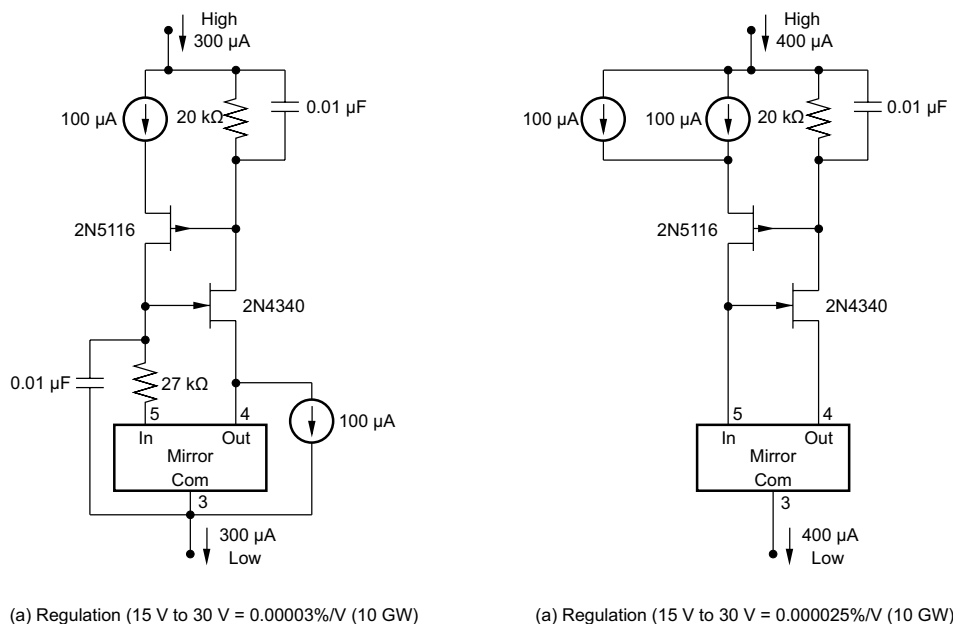 High
300 µA
100 µA
20 kΩ
0.01 µF
2N5116
2N4340
0.01 µF
27 kΩ
5
4
In
Out
100 µA
Mirror
Com
3
300 µA
Low
(a) Regulation (15 V to 30 V = 0.00003%/V (10 GW)
High
400 µA
100 µA
100 µA
20 kΩ
0.01 µF
2N5116
2N4340
5
4
In
Out
Mirror
Com
3
400 µA
Low
(a) Regulation (15 V to 30 V = 0.000025%/V (10 GW)